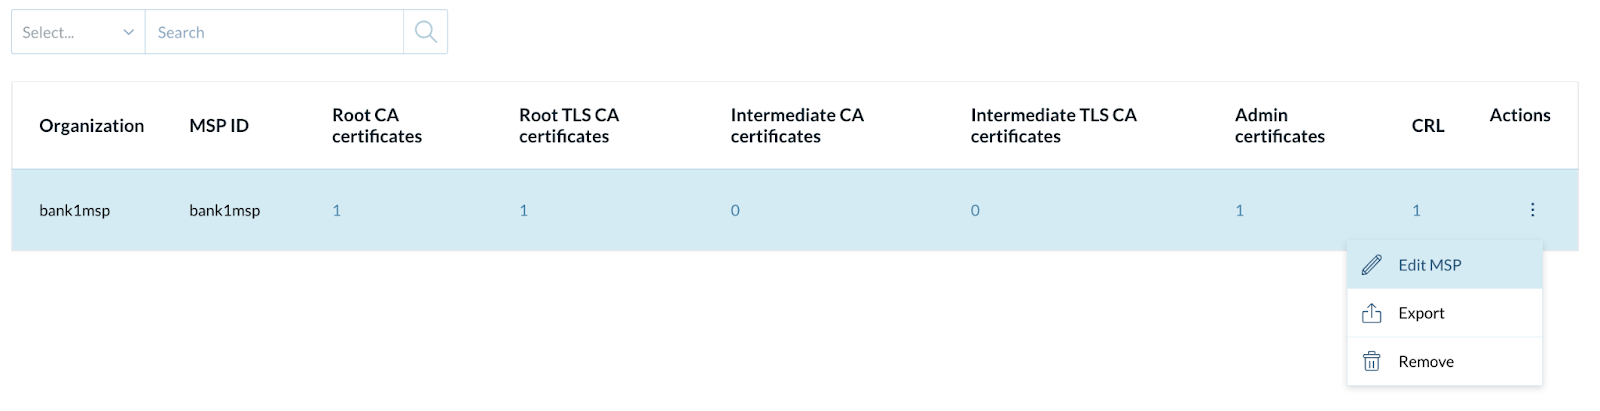 Select... Search
Organization MSP ID Root CA certificates Root TLS CA certificates Intermediate CA certificates Intermediate TLS CA certificates Admin certificates CRL Actions
bank1msp bank1msp 1 1 0 0 1 1
Edit MSP
Export
Remove